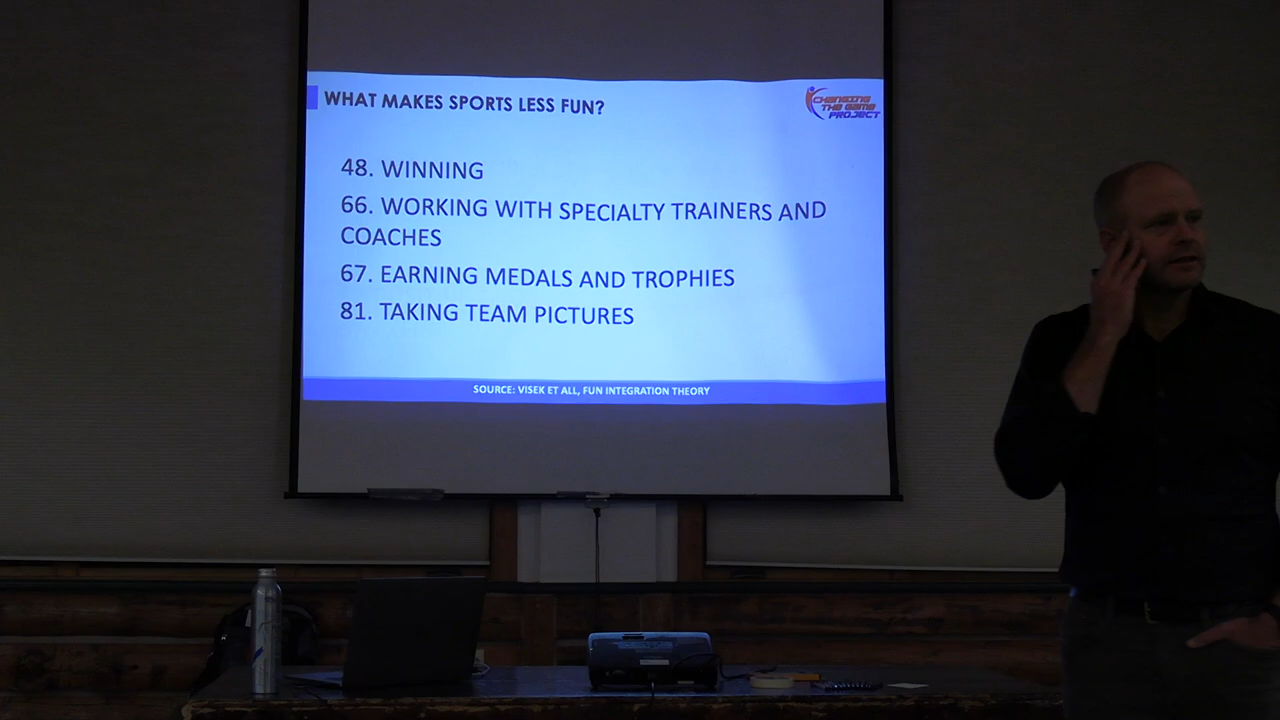 WHAT MAKES SPORTS LESS FUN?
CHANGING
THE GAME
PROJECT
48. WINNING
66. WORKING WITH SPECIALTY TRAINERS AND
COACHES
67. EARNING MEDALS AND TROPHIES
81. TAKING TEAM PICTURES
SOURCE: VISEK ET ALL, FUN INTEGRATION THEORY